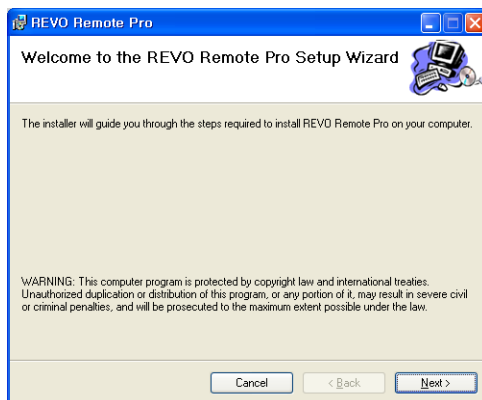 REVO Remote Pro
Welcome to the REVO Remote Pro Setup Wizard
The installer will guide you through the steps required to install REVO Remote Pro on your computer.
WARNING: This computer program is protected by copyright law and international treaties.
Unauthorized duplication or distribution of this program, or any portion of it, may result in severe civil
or criminal penalties, and will be prosecuted to the maximum extent possible under the law.
Cancel < Back Next >